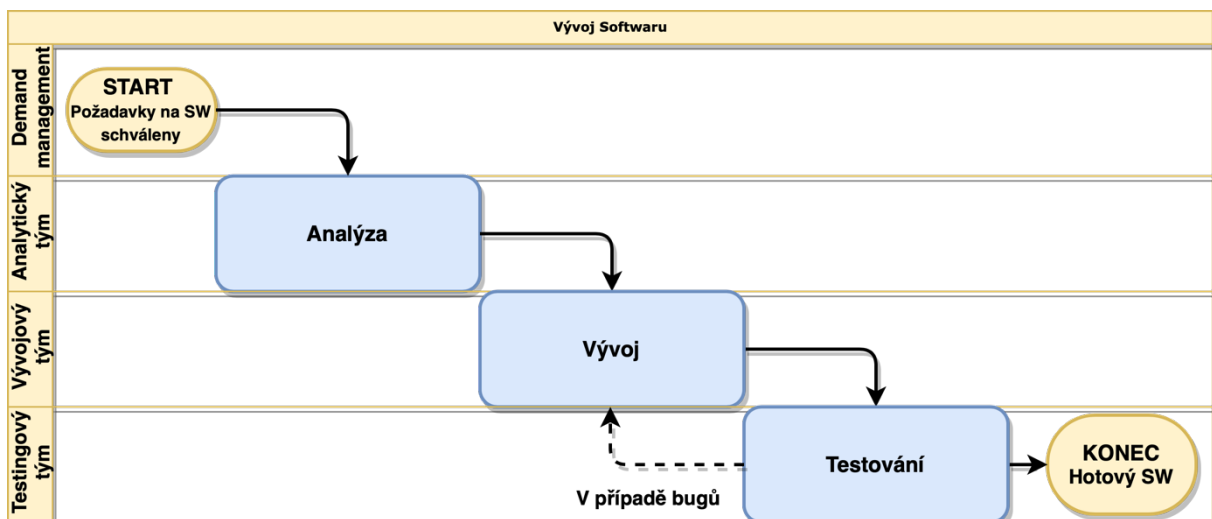 Vývoj Softwaru
Demand
management
START
Požadavky na SW
schváleny
Analytický
tým
Analýza
Vývojový
tým
Vývoj
Testingový
tým
Testování
V případě bugů
KONEC
Hotový SW